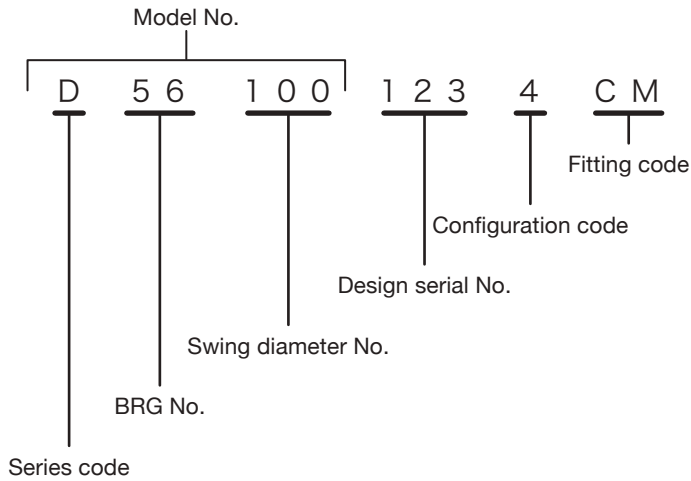 Model No.
D 56 100 123 4 CM
Fitting code
Configuration code
Design serial No.
Swing diameter No.
BRG No.
Series code